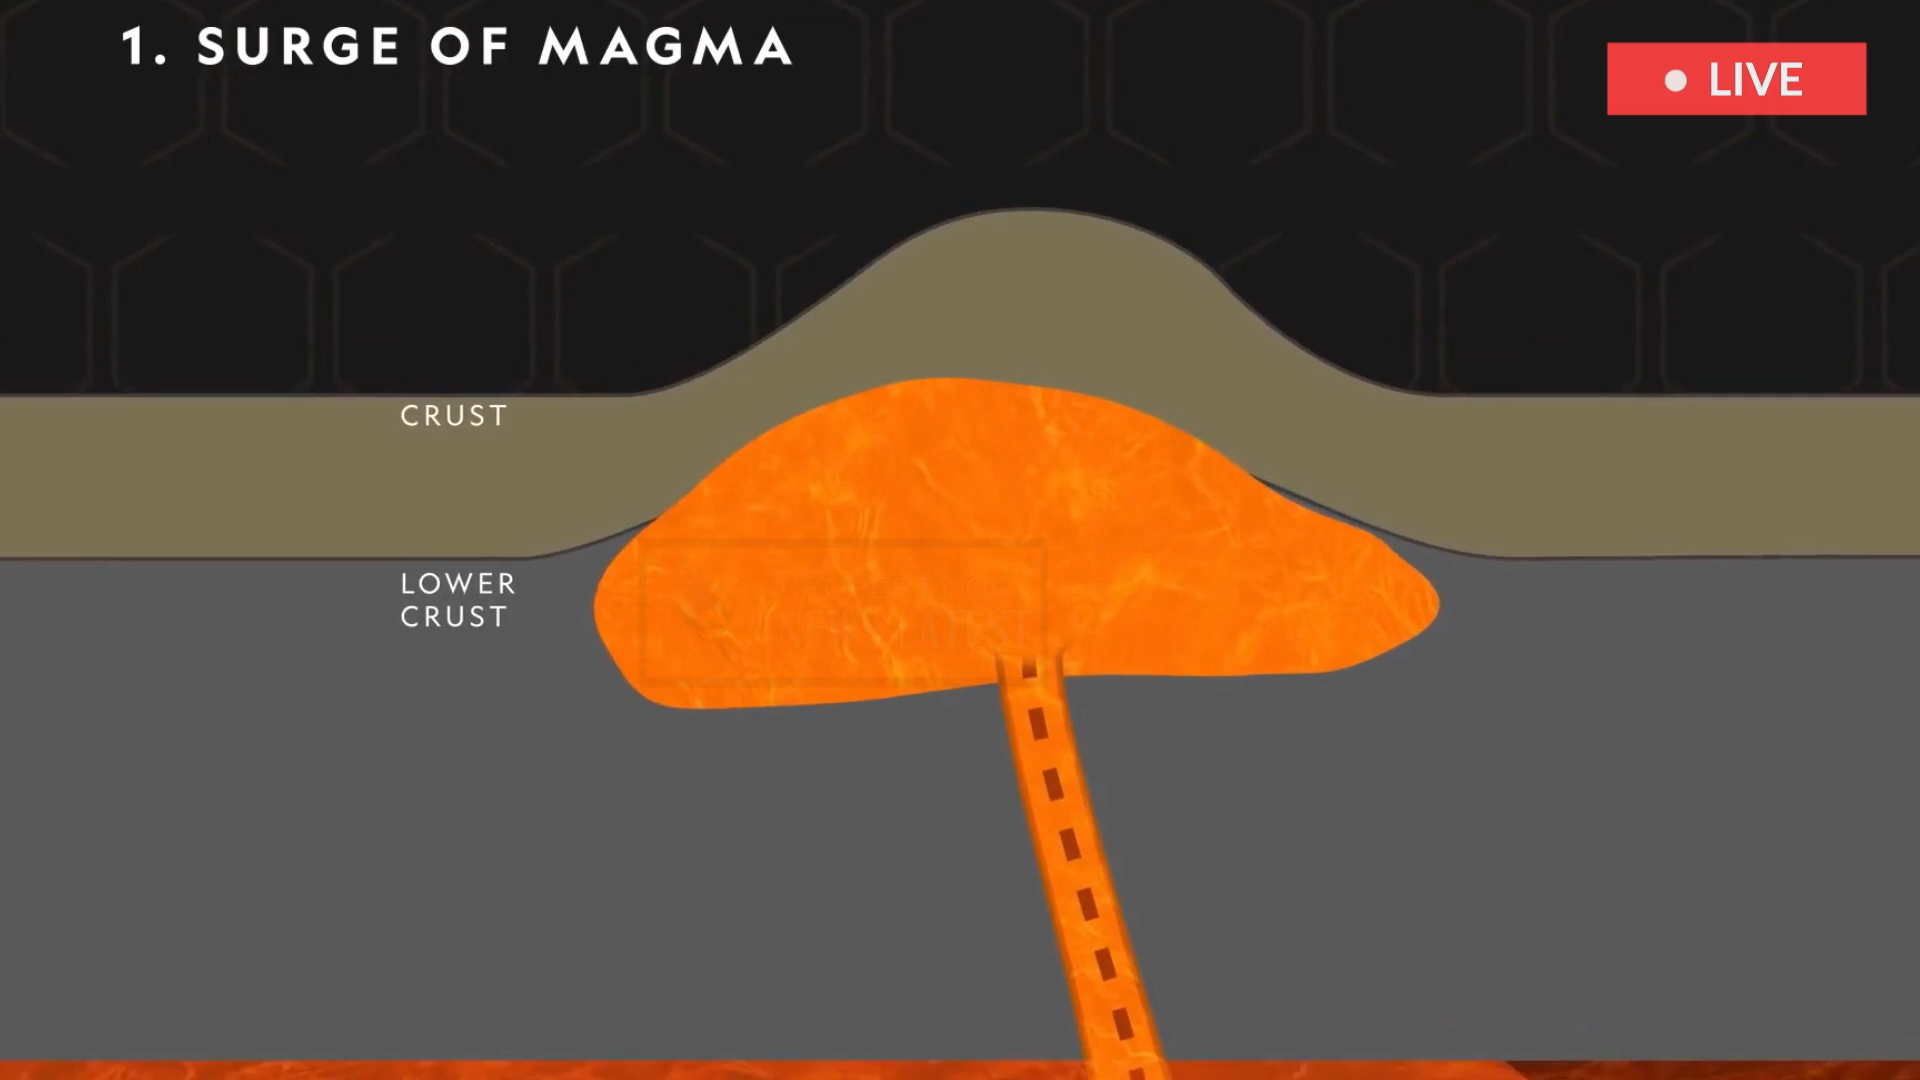 1. SURGE OF MAGMA
LIVE
CRUST
LOWER
CRUST